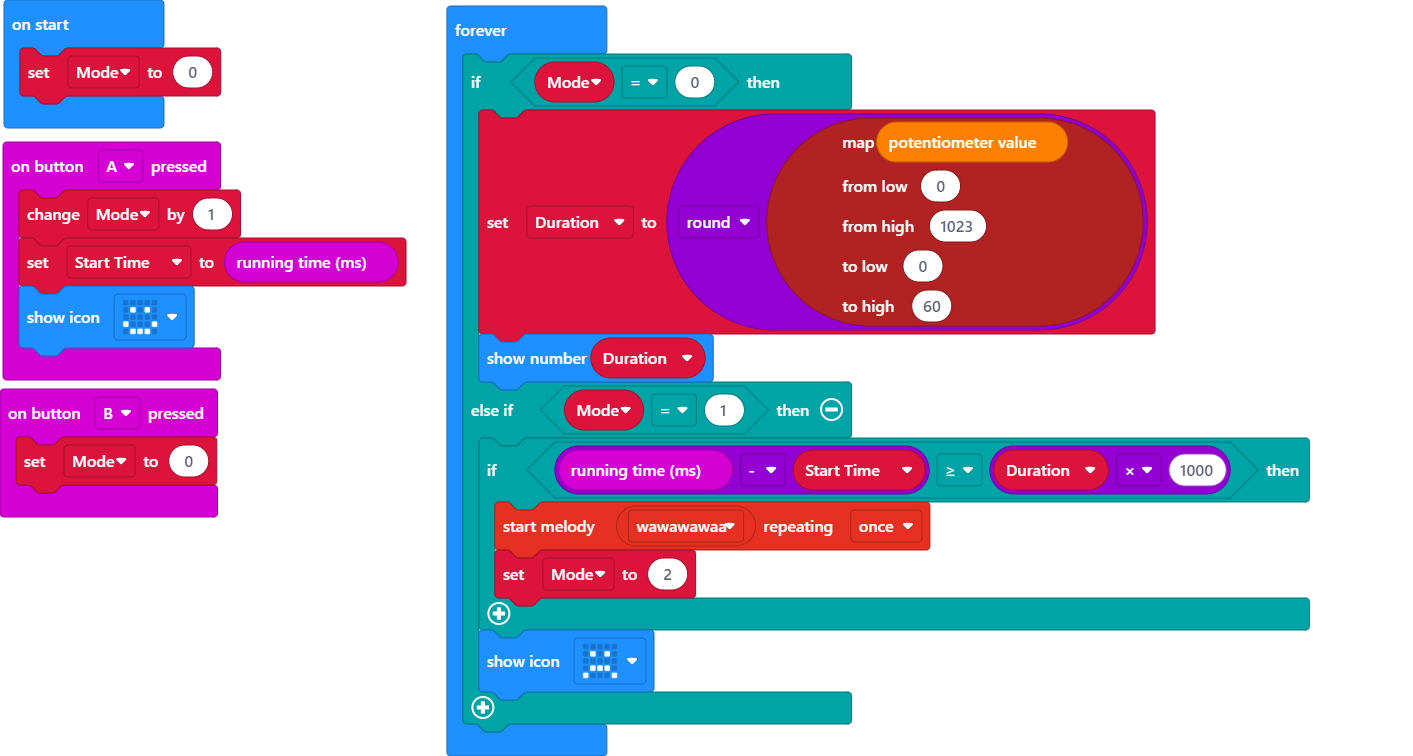 on start
set Mode to 0
on button A pressed
change Mode by 1
set Start Time to running time (ms)
show icon
on button B pressed
set Mode to 0
forever
if Mode = 0 then
set Duration to round map potentiometer value
from low 0
from high 1023
to low 0
to high 60
show number Duration
else if Mode = 1 then
if running time (ms) - Start Time ≥ Duration × 1000 then
start melody wawawawaa repeating once
set Mode to 2
show icon